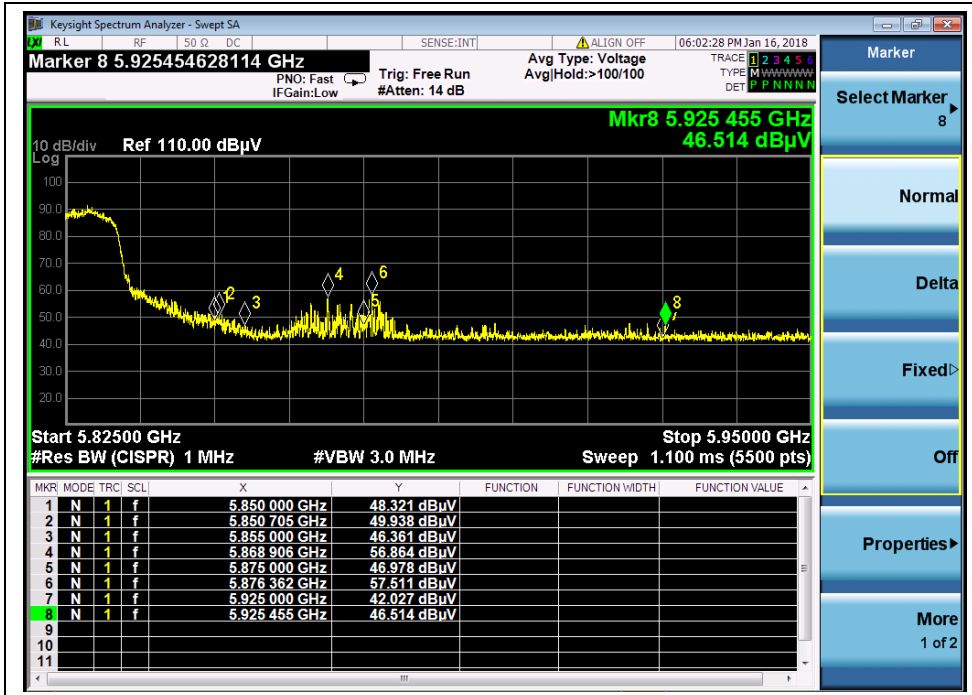 Keysight Spectrum Analyzer - Swept SA
LXI RL RF 50 Ω DC SENSE:INT ALIGN OFF 06:02:28 PM Jan 16, 2018
Marker 8 5.925454628114 GHz
PNO: Fast
IFGain:Low
Trig: Free Run
#Atten: 14 dB
Avg Type: Voltage
Avg|Hold:>100/100
TRACE 1 2 3 4 5 6
TYPE M WWWWW
DET P P N N N N
Mkr8 5.925 455 GHz
46.514 dBµV
10 dB/div Ref 110.00 dBµV
Log
100
90.0
80.0
70.0
60.0
50.0
40.0
30.0
20.0
2
3
4
5
6
8
Start 5.82500 GHz Stop 5.95000 GHz
#Res BW (CISPR) 1 MHz #VBW 3.0 MHz Sweep 1.100 ms (5500 pts)
MKR MODE TRC SCL X Y FUNCTION FUNCTION WIDTH FUNCTION VALUE
1 N 1 f 5.850 000 GHz 48.321 dBµV
2 N 1 f 5.850 705 GHz 49.938 dBµV
3 N 1 f 5.855 000 GHz 46.361 dBµV
4 N 1 f 5.868 906 GHz 56.864 dBµV
5 N 1 f 5.875 000 GHz 46.978 dBµV
6 N 1 f 5.876 362 GHz 57.511 dBµV
7 N 1 f 5.925 000 GHz 42.027 dBµV
8 N 1 f 5.925 455 GHz 46.514 dBµV
9
10
11
Marker
Select Marker
8
Normal
Delta
Fixed
Off
Properties
More
1 of 2